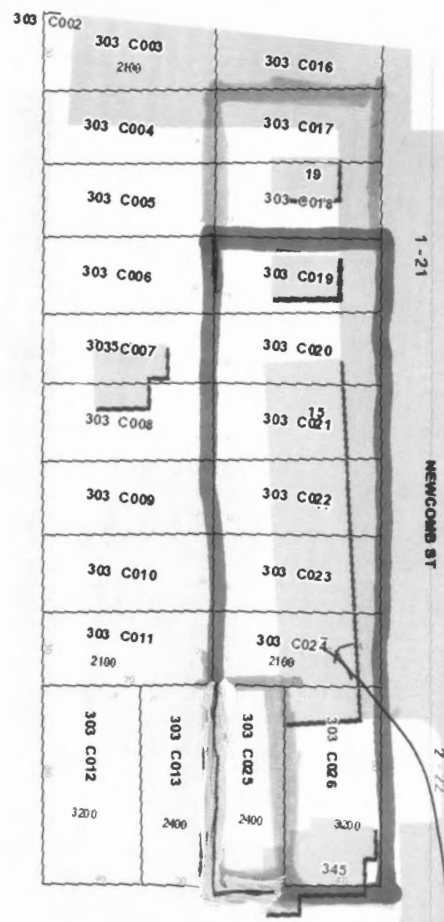 303 C002
303 C003
2100
303 C016
303 C004
303 C017
19
303 C005
303 C018
303 C006
303 C019
1 - 21
3035 C007
303 C020
303 C008
15
303 C021
303 C009
303 C022
NEWCOMB ST
303 C010
303 C023
303 C011
2100
303 C024
2100
303 C012
3200
303 C013
2400
303 C025
2400
303 C026
3200
345